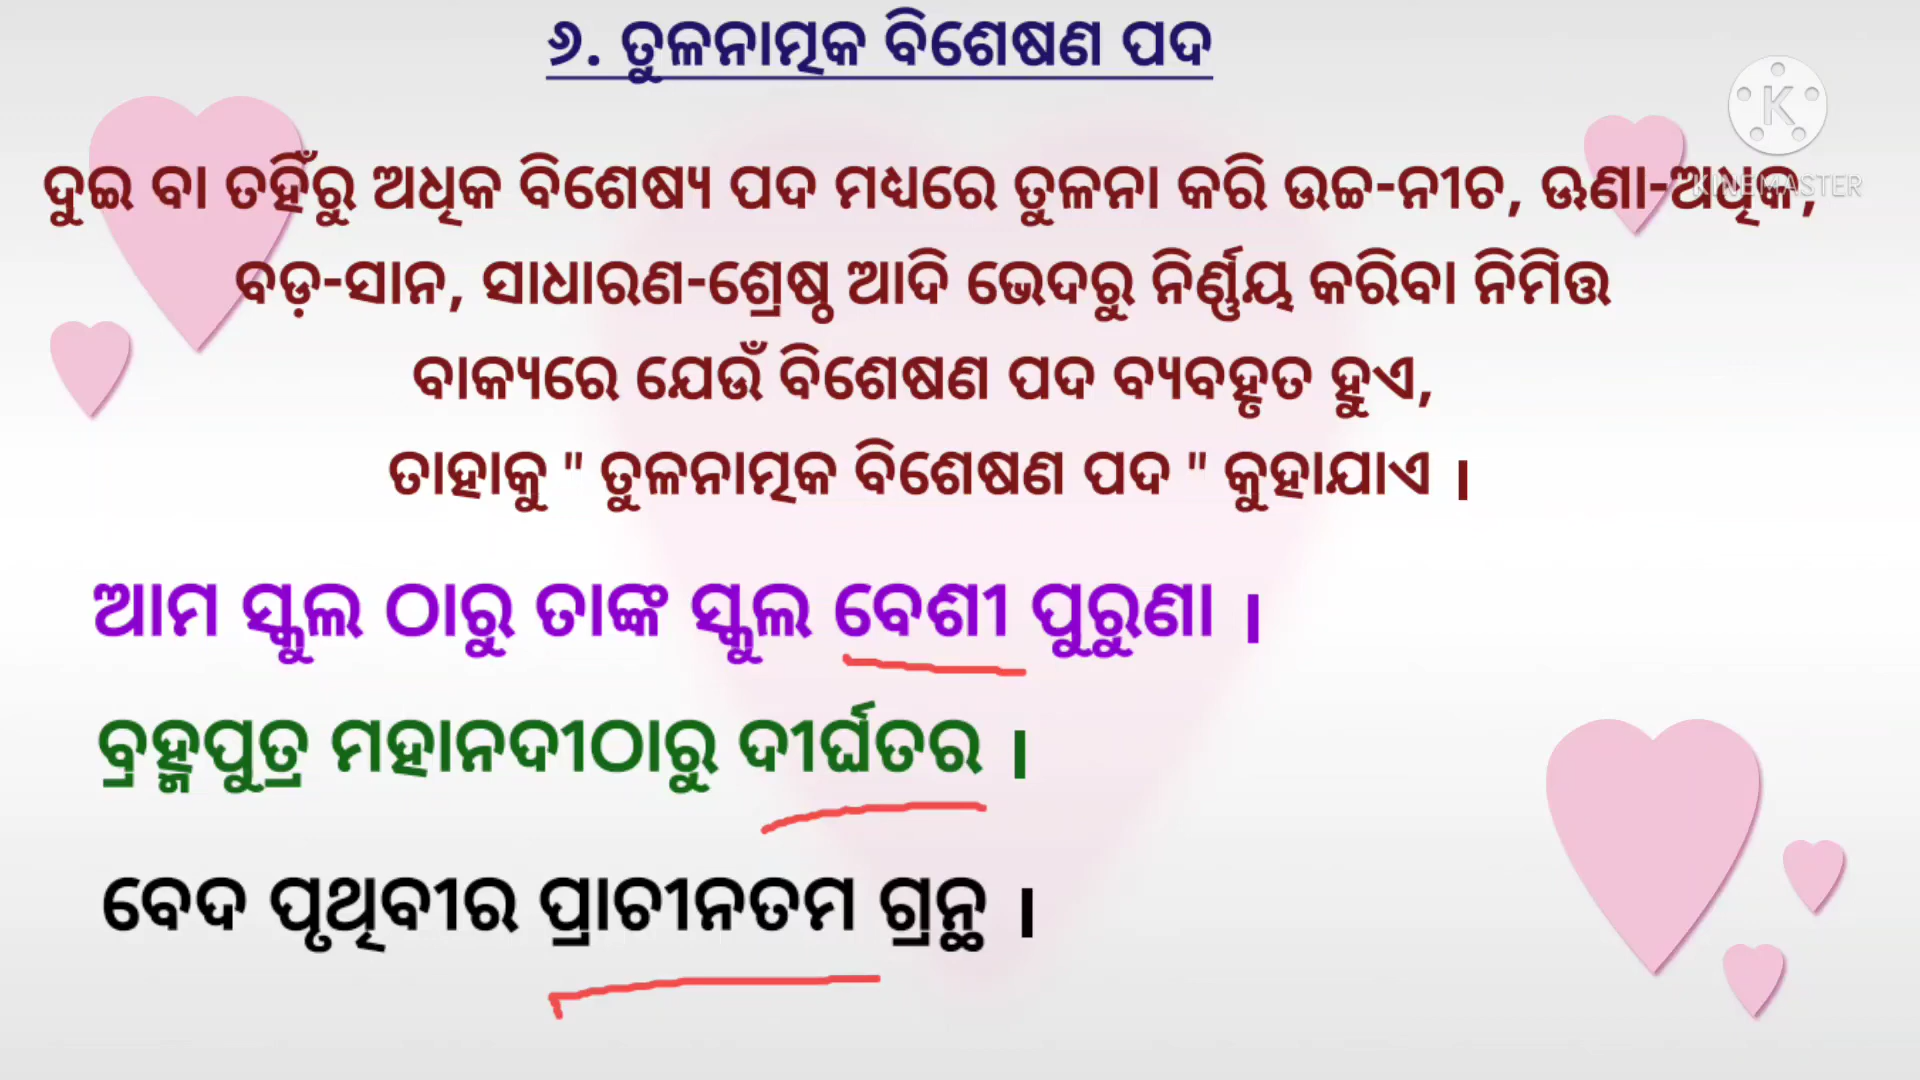 ୬. ତୁଳନାତ୍ମକ ବିଶେଷଣ ପଦ
ଦୁଇ ବା ତହିଁରୁ ଅଧିକ ବିଶେଷ୍ୟ ପଦ ମଧ୍ୟରେ ତୁଳନା କରି ଉଚ୍ଚ-ନୀଚ, ଊଣା-ଅଧିକ,
ବଡ଼-ସାନ, ସାଧାରଣ-ଶ୍ରେଷ୍ଠ ଆଦି ଭେଦରୁ ନିର୍ଣ୍ଣୟ କରିବା ନିମିତ୍ତ
ବାକ୍ୟରେ ଯେଉଁ ବିଶେଷଣ ପଦ ବ୍ୟବହୃତ ହୁଏ,
ତାହାକୁ " ତୁଳନାତ୍ମକ ବିଶେଷଣ ପଦ " କୁହାଯାଏ ।
ଆମ ସ୍କୁଲ ଠାରୁ ତାଙ୍କ ସ୍କୁଲ ବେଶୀ ପୁରୁଣା ।
ବ୍ରହ୍ମପୁତ୍ର ମହାନଦୀଠାରୁ ଦୀର୍ଘତର ।
ବେଦ ପୃଥିବୀର ପ୍ରାଚୀନତମ ଗ୍ରନ୍ଥ ।
K
KINEMASTER